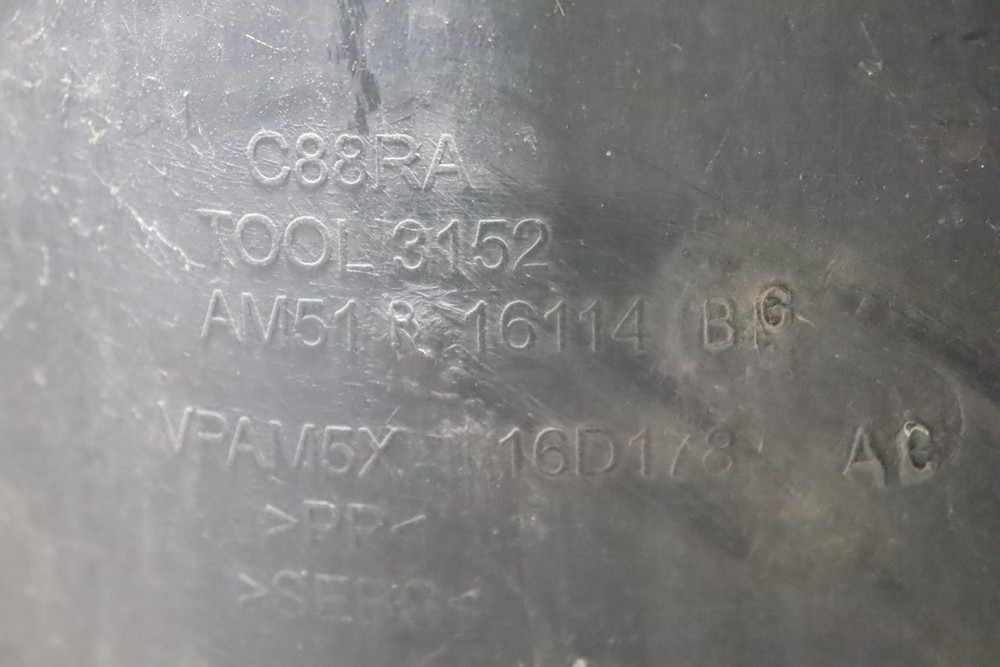 C88RA
TOOL 3152
AM51 R 16114 B
VPAM5X 16D178 A
>PP<